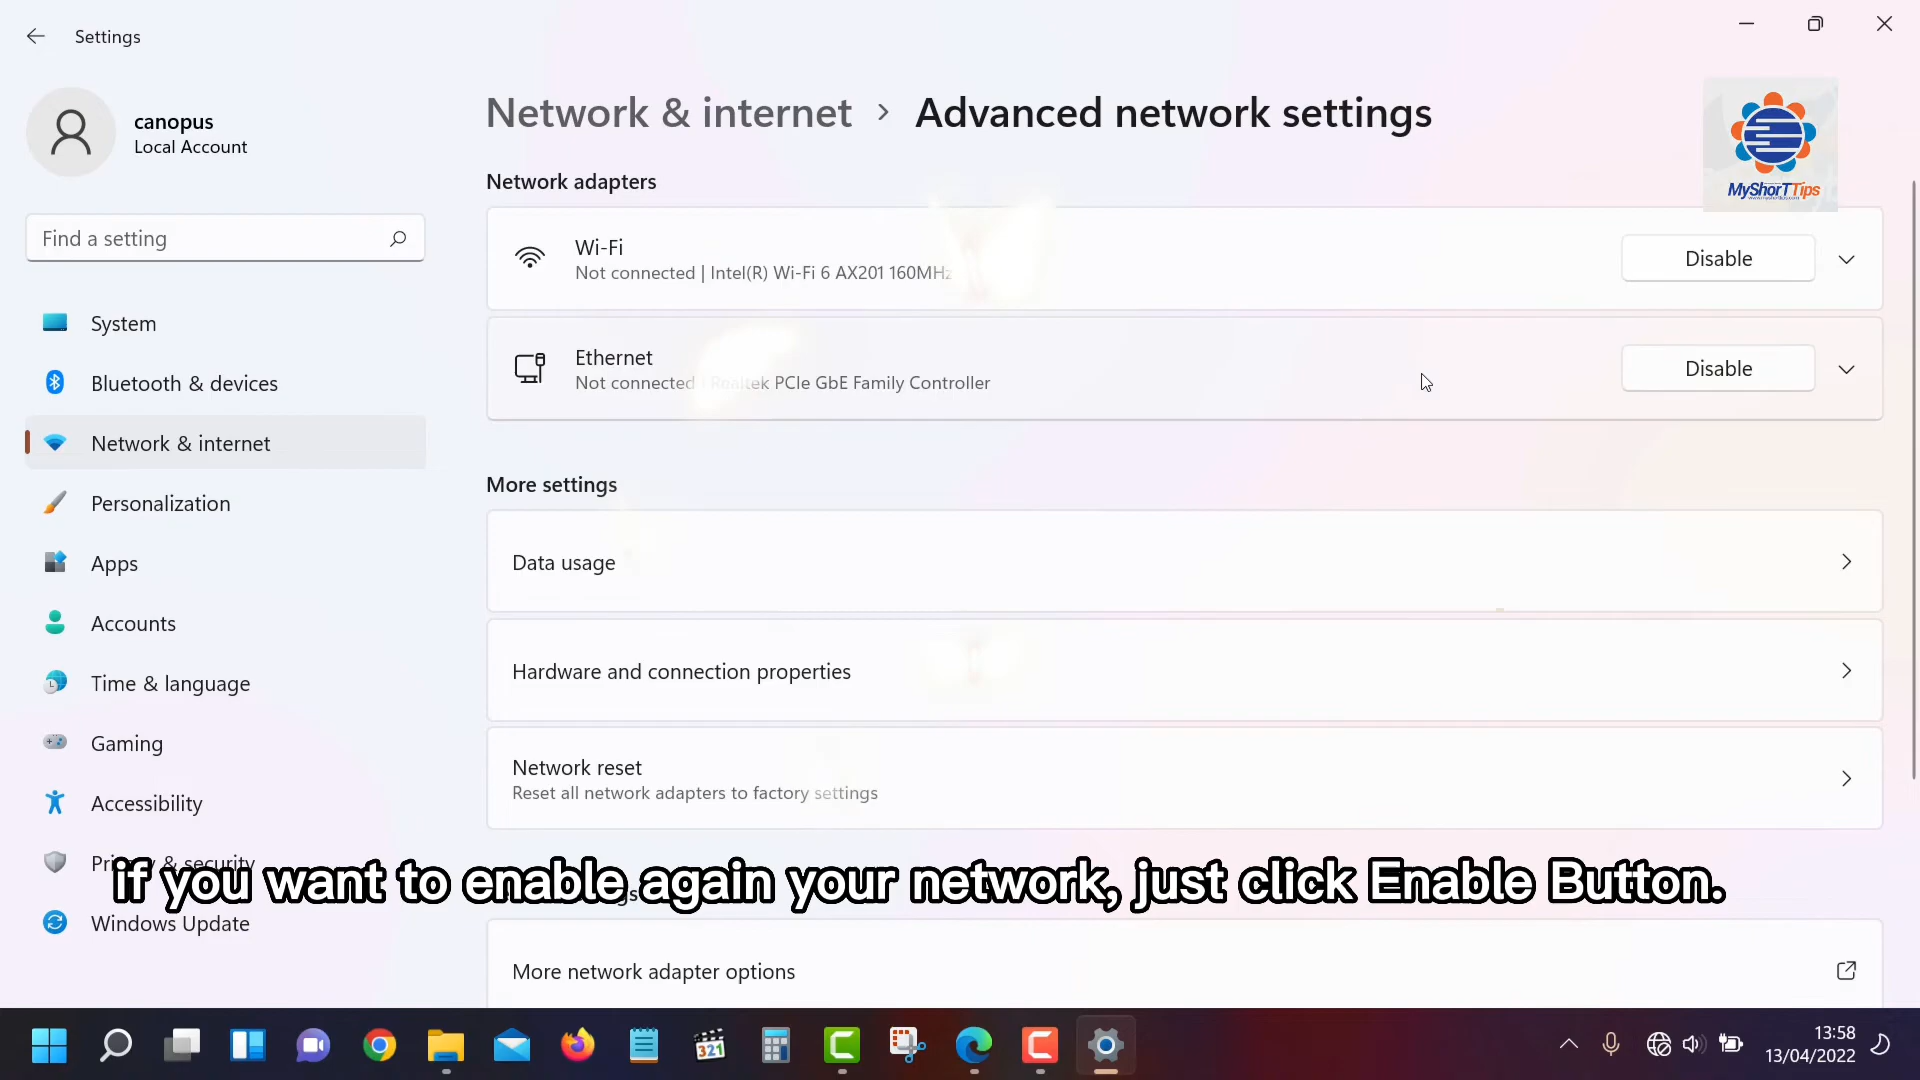 Settings
canopus
Local Account
Find a setting
System
Bluetooth & devices
Network & internet
Personalization
Apps
Accounts
Time & language
Gaming
Accessibility
Privacy & security
Windows Update
Network & internet > Advanced network settings
MyShorTTips
Network adapters
Wi-Fi
Not connected | Intel(R) Wi-Fi 6 AX201 160MHz
Disable
Ethernet
Not connected | Realtek PCIe GbE Family Controller
Disable
More settings
Data usage
Hardware and connection properties
Network reset
Reset all network adapters to factory settings
if you want to enable again your network, just click Enable Button.
More network adapter options
321
13:58
13/04/2022